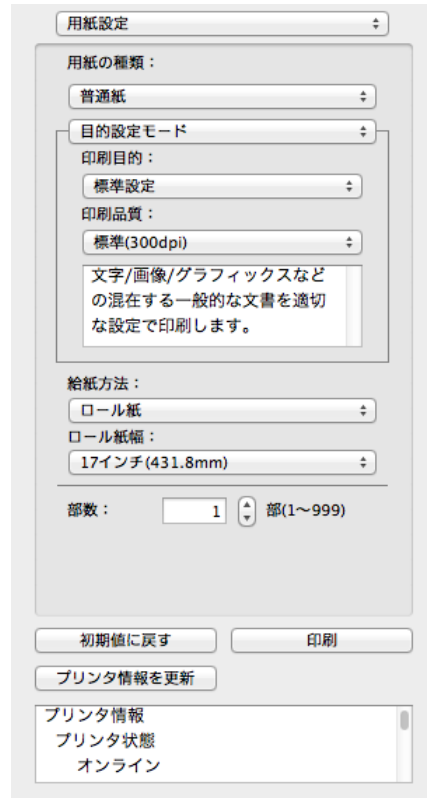 用紙設定
用紙の種類：
普通紙
目的設定モード
印刷目的：
標準設定
印刷品質：
標準(300dpi)
文字/画像/グラフィックスなど
の混在する一般的な文書を適切
な設定で印刷します。
給紙方法：
ロール紙
ロール紙幅：
17インチ(431.8mm)
部数： 1 部(1〜999)
初期値に戻す 印刷
プリンタ情報を更新
プリンタ情報
プリンタ状態
オンライン